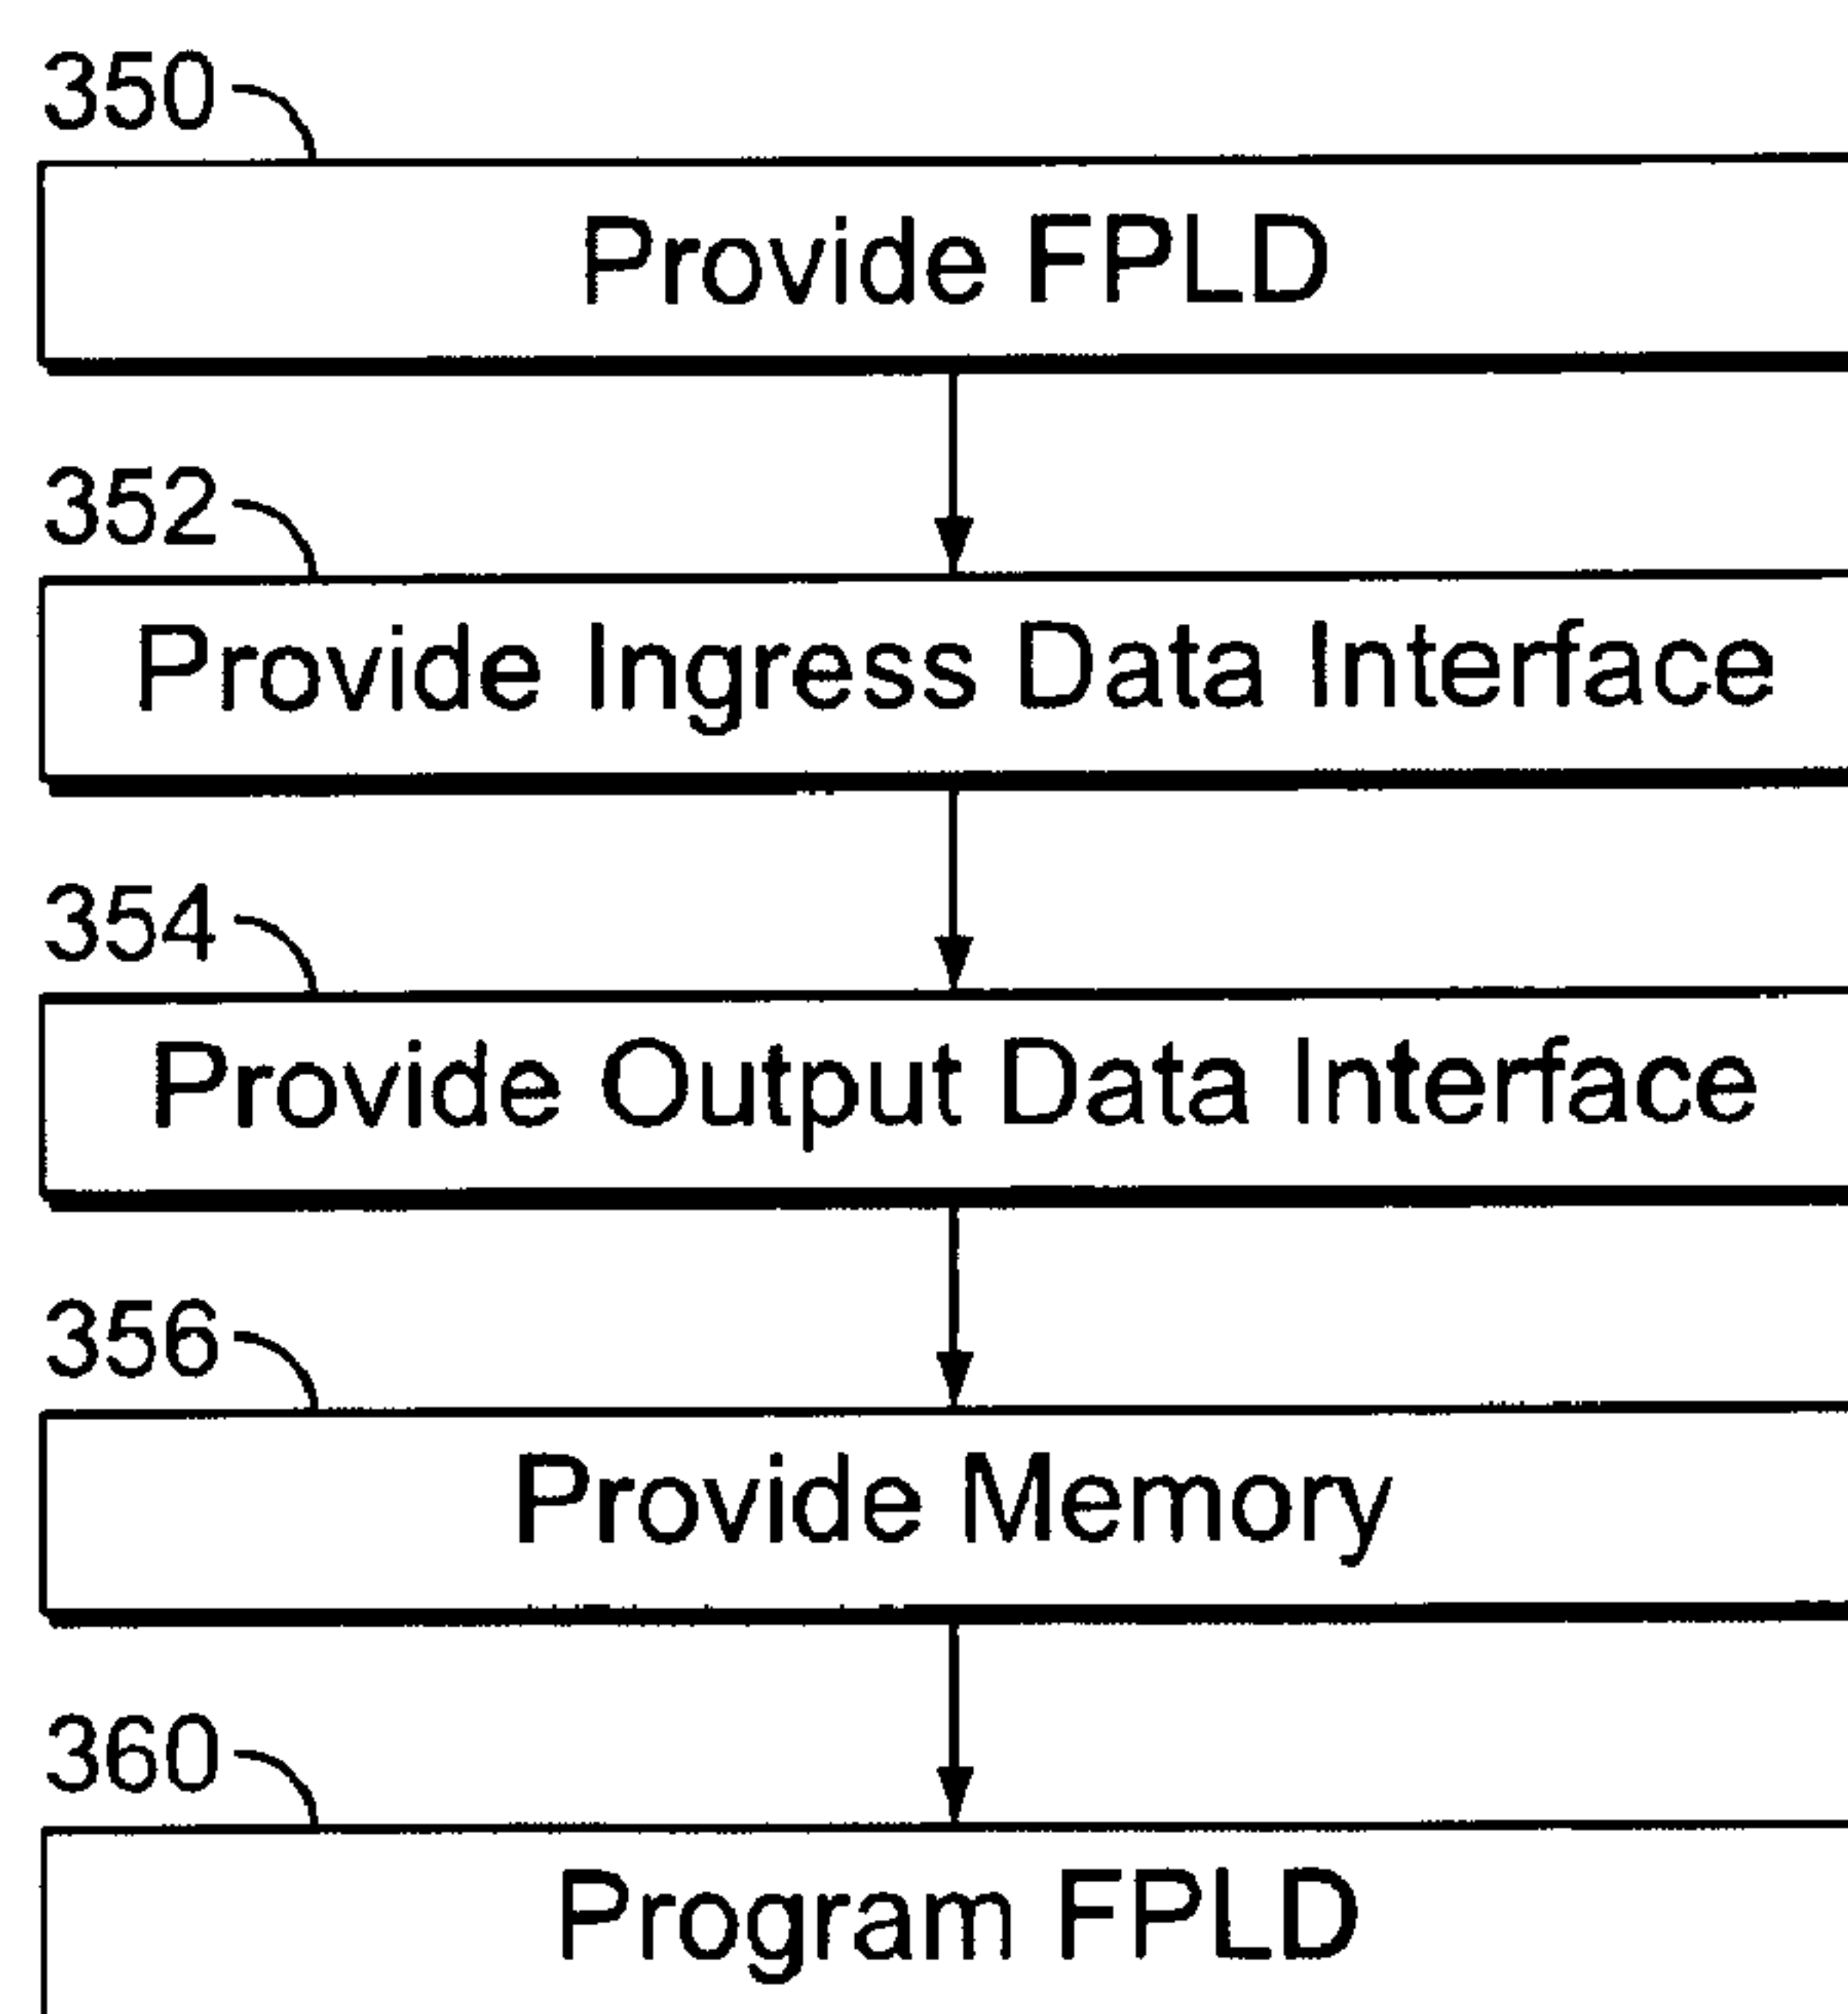 350
Provide FPLD
352
Provide Ingress Data Interface
354
Provide Output Data Interface
356
Provide Memory
360
Program FPLD